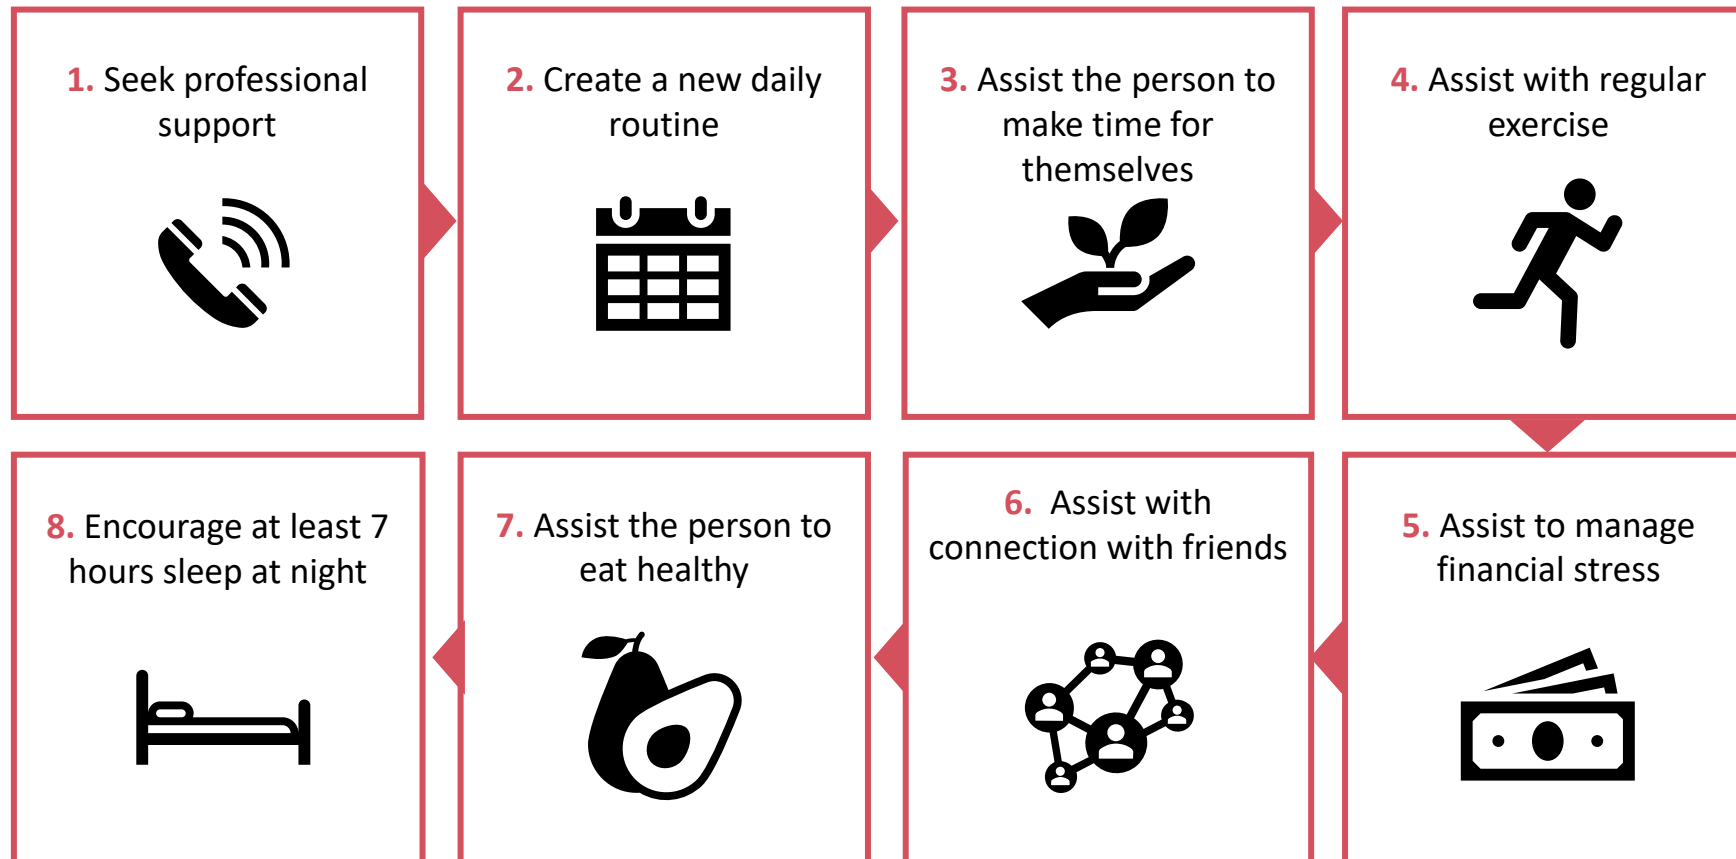 1. Seek professional
support
2. Create a new daily
routine
3. Assist the person to
make time for
themselves
4. Assist with regular
exercise
5. Assist to manage
financial stress
6. Assist with
connection with friends
7. Assist the person to
eat healthy
8. Encourage at least 7
hours sleep at night